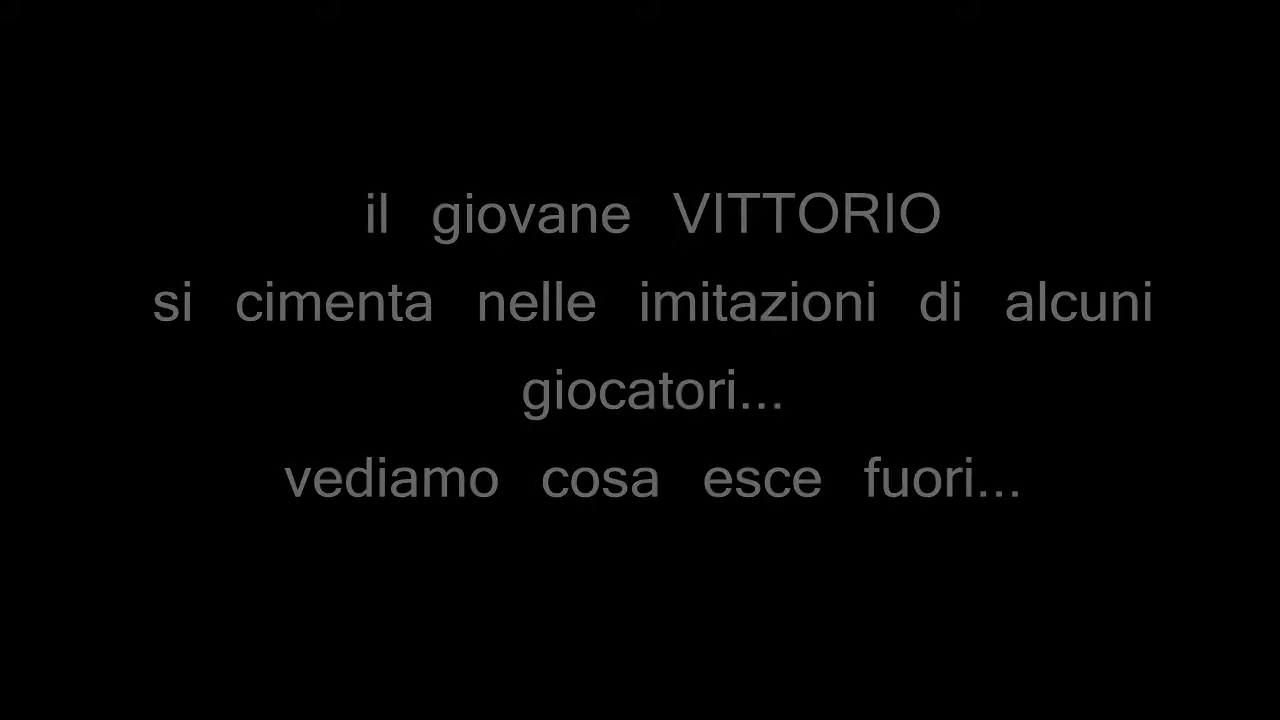 il giovane VITTORIO
si cimenta nelle imitazioni di alcuni
giocatori...
vediamo cosa esce fuori...